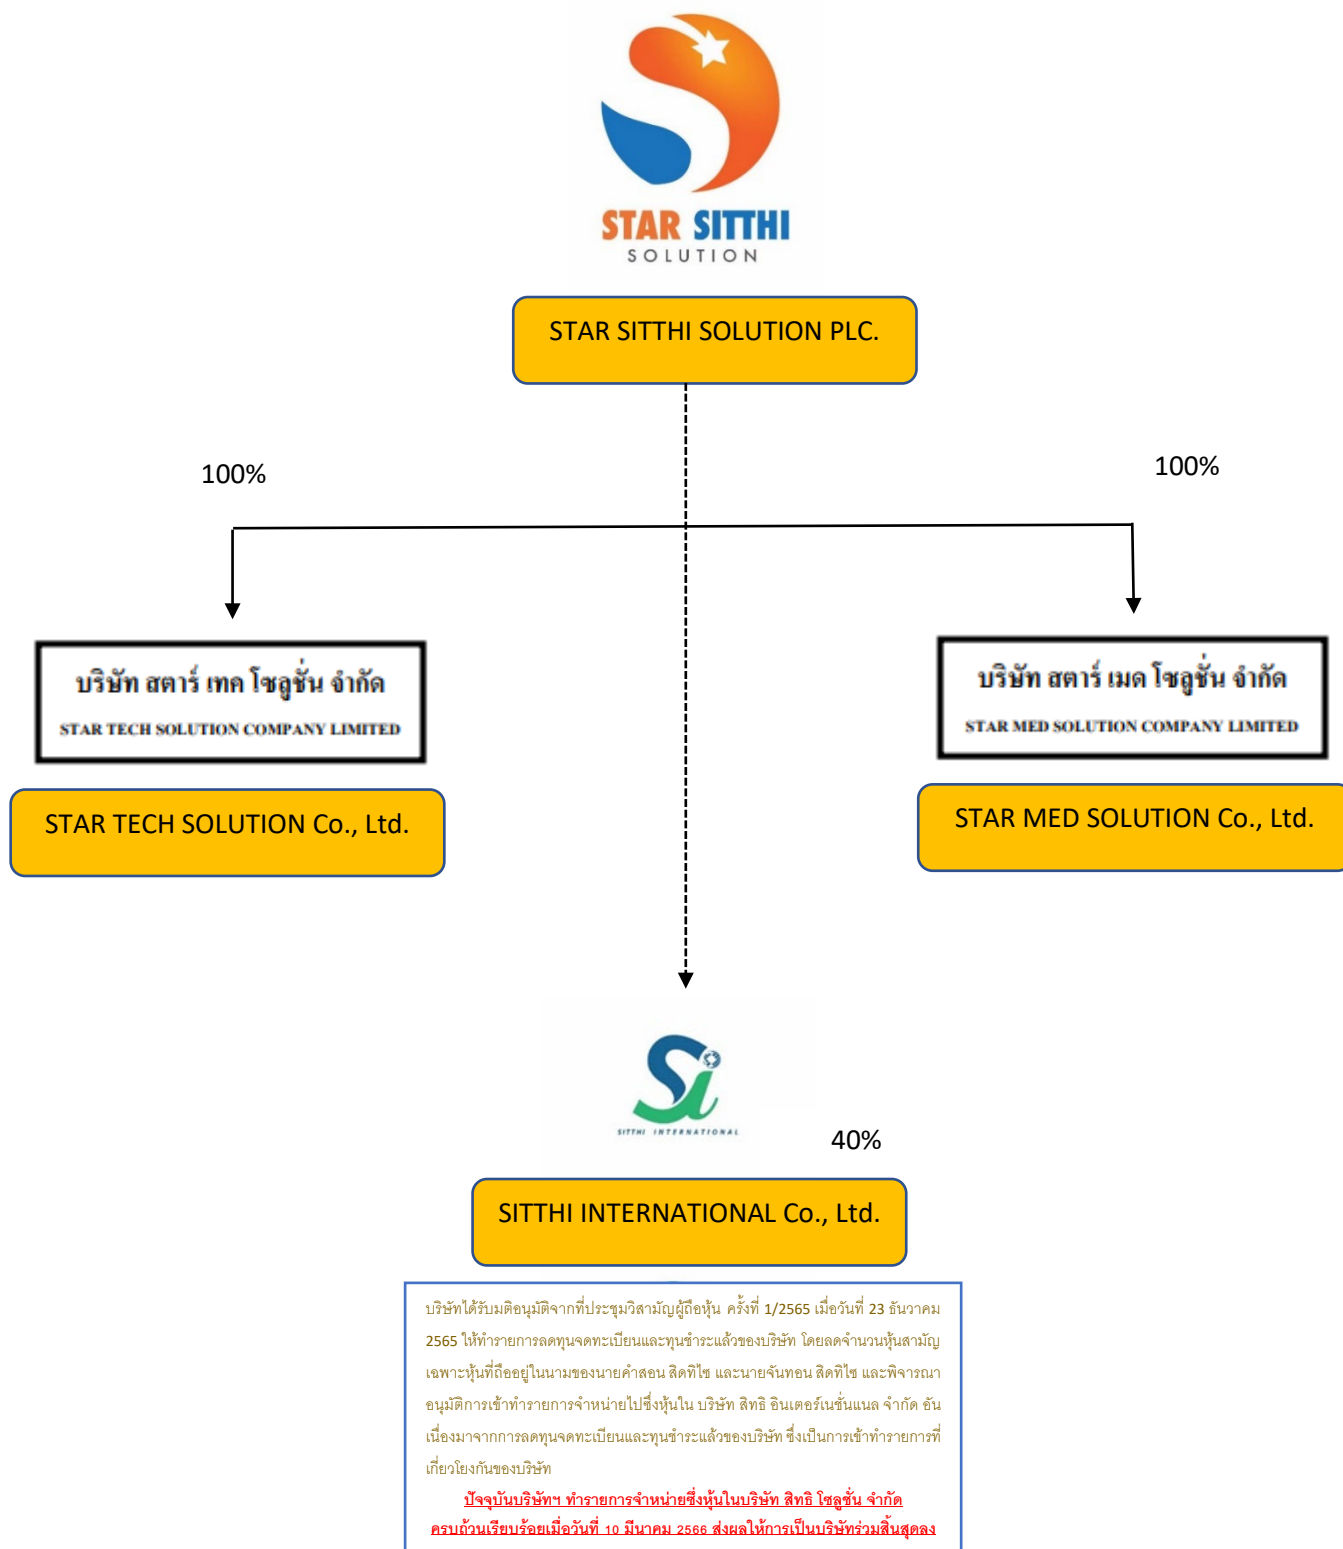 STAR SITTHI
SOLUTION
STAR SITTHI SOLUTION PLC.
100%
100%
บริษัท สตาร์ เทค โซลูชั่น จำกัด
STAR TECH SOLUTION COMPANY LIMITED
STAR TECH SOLUTION Co., Ltd.
บริษัท สตาร์ เมด โซลูชั่น จำกัด
STAR MED SOLUTION COMPANY LIMITED
STAR MED SOLUTION Co., Ltd.
Si
SITTHI INTERNATIONAL
40%
SITTHI INTERNATIONAL Co., Ltd.
บริษัทได้รับมติอนุมัติจากที่ประชุมวิสามัญผู้ถือหุ้น ครั้งที่ 1/2565 เมื่อวันที่ 23 ธันวาคม
2565 ให้ทำรายการลดทุนจดทะเบียนและทุนชำระแล้วของบริษัท โดยลดจำนวนหุ้นสามัญ
เฉพาะหุ้นที่ถืออยู่ในนามของนายคำสอน สิดทิไซ และนายจันทอน สิดทิไซ และพิจารณา
อนุมัติการเข้าทำรายการจำหน่ายไปซึ่งหุ้นใน บริษัท สิทธิ อินเตอร์เนชั่นแนล จำกัด อัน
เนื่องมาจากการลดทุนจดทะเบียนและทุนชำระแล้วของบริษัท ซึ่งเป็นการเข้าทำรายการที่
เกี่ยวโยงกันของบริษัท
ปัจจุบันบริษัทฯ ทำรายการจำหน่ายซึ่งหุ้นในบริษัท สิทธิ โซลูชั่น จำกัด
ครบถ้วนเรียบร้อยเมื่อวันที่ 10 มีนาคม 2566 ส่งผลให้การเป็นบริษัทร่วมสิ้นสุดลง